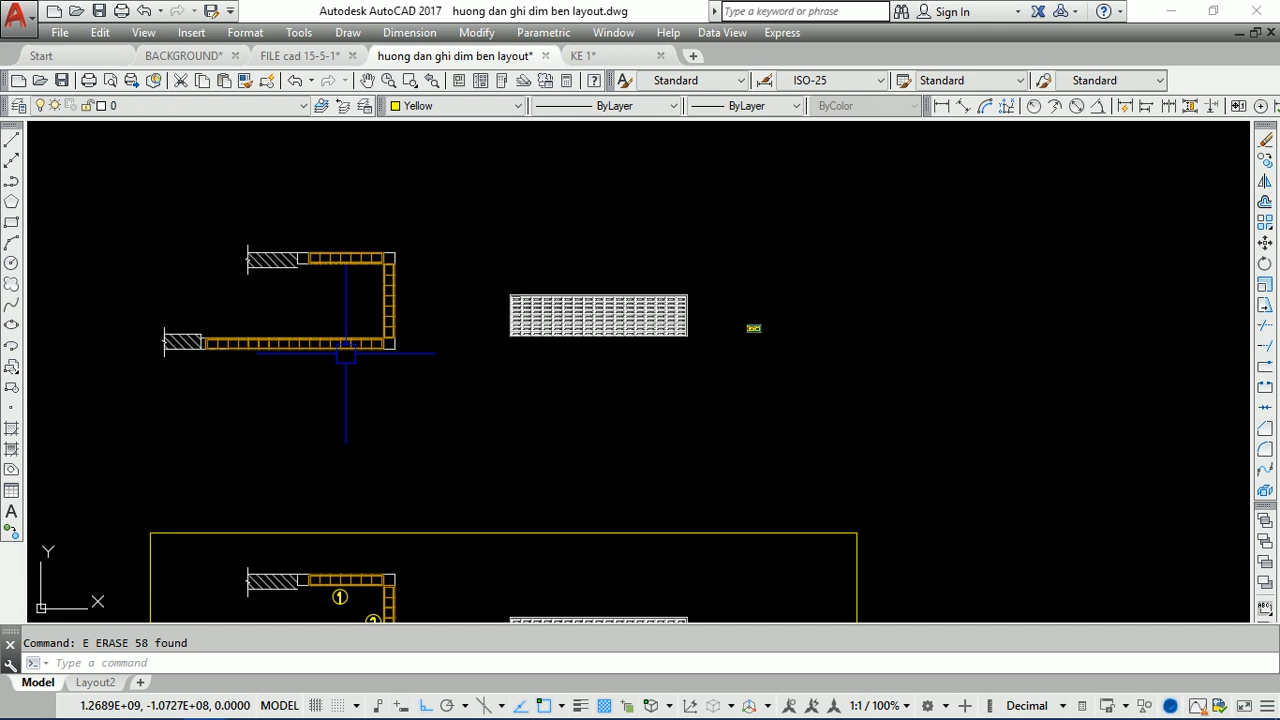 Autodesk AutoCAD 2017 huong dan ghi dim ben layout.dwg
Type a keyword or phrase
Sign In
File Edit View Insert Format Tools Draw Dimension Modify Parametric Window Help Data View Express
Start BACKGROUND* FILE cad 15-5-1* huong dan ghi dim ben layout* KE 1*
Standard ISO-25 Standard Standard
0 Yellow ByLayer ByLayer ByColor
Y
X
1
2
Command: E ERASE 58 found
Type a command
Model Layout2
1.2689E+09, -1.0727E+08, 0.0000 MODEL 1:1 / 100% Decimal